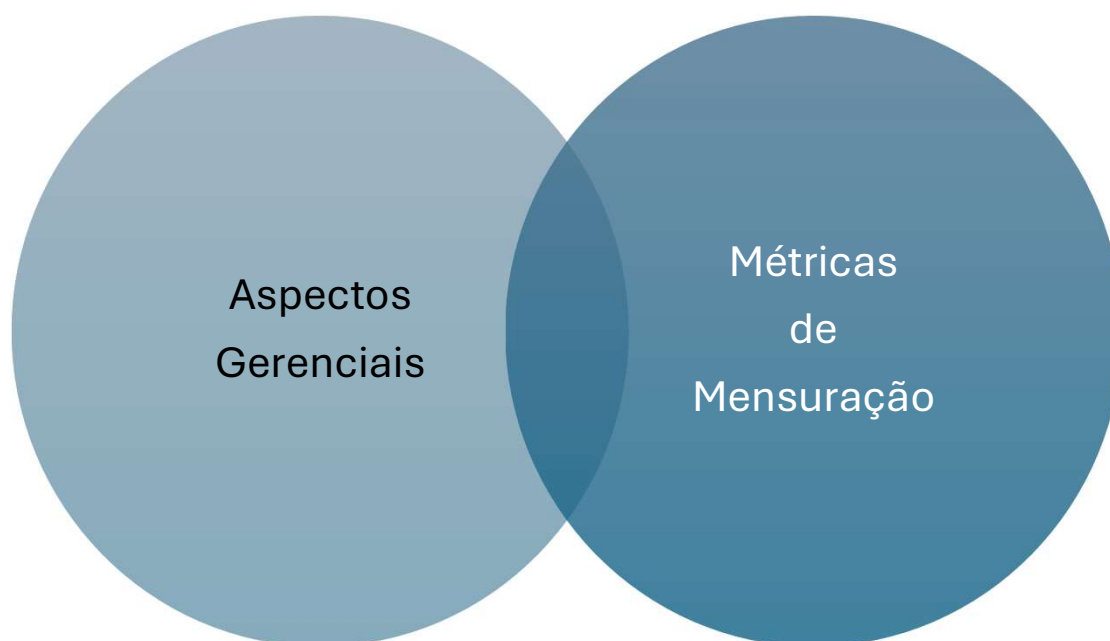 Aspectos
Gerenciais
Métricas
de
Mensuração